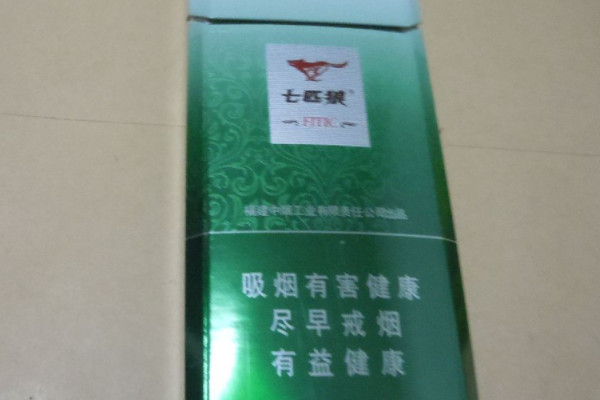 七匹狼
FJTIC
福建中烟工业有限责任公司出品
吸烟有害健康
尽早戒烟
有益健康